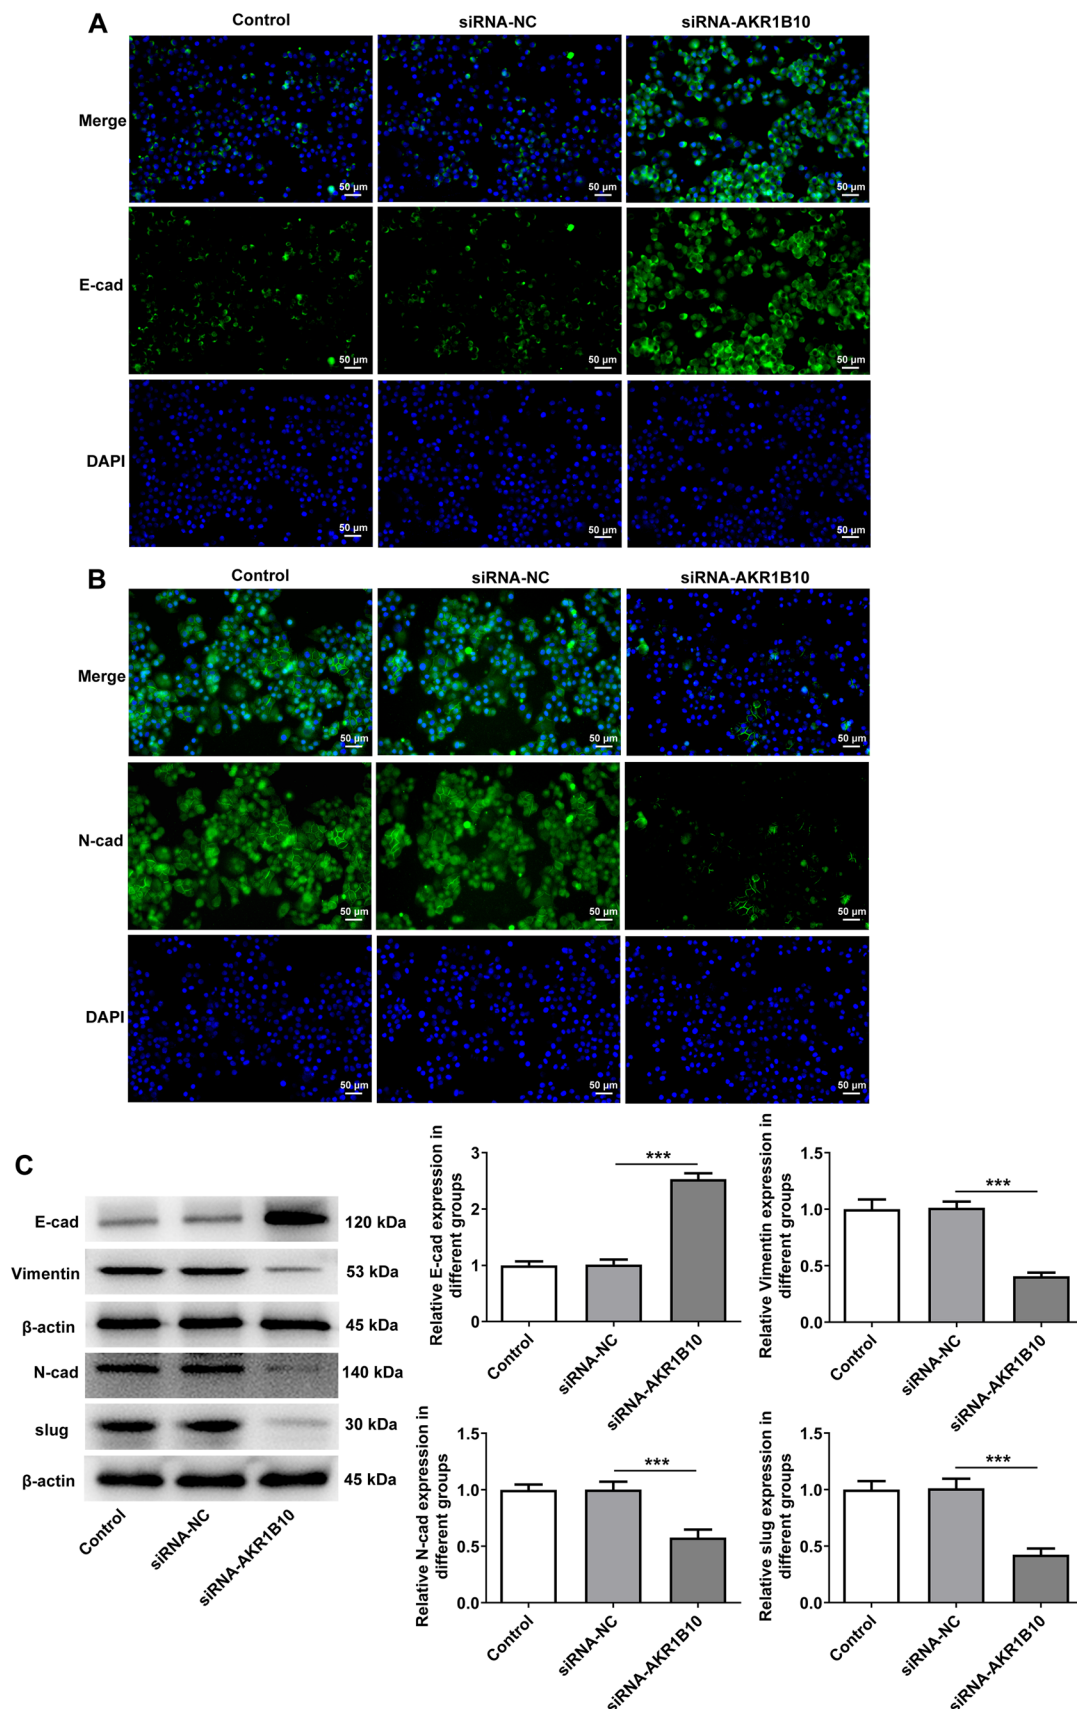 A
Control
siRNA-NC
siRNA-AKR1B10
Merge
50 μm
50 μm
50 μm
E-cad
50 μm
50 μm
50 μm
DAPI
50 μm
50 μm
50 μm
B
Control
siRNA-NC
siRNA-AKR1B10
Merge
50 μm
50 μm
50 μm
N-cad
50 μm
50 μm
50 μm
DAPI
50 μm
50 μm
50 μm
C
E-cad
120 kDa
Vimentin
53 kDa
β-actin
45 kDa
N-cad
140 kDa
slug
30 kDa
β-actin
45 kDa
Control
siRNA-NC
siRNA-AKR1B10
Relative E-cad expression in
different groups
3
2
1
0
***
Control
siRNA-NC
siRNA-AKR1B10
Relative Vimentin expression in
different groups
1.5
1.0
0.5
0.0
***
Control
siRNA-NC
siRNA-AKR1B10
Relative N-cad expression in
different groups
1.5
1.0
0.5
0.0
***
Control
siRNA-NC
siRNA-AKR1B10
Relative slug expression in
different groups
1.5
1.0
0.5
0.0
***
Control
siRNA-NC
siRNA-AKR1B10